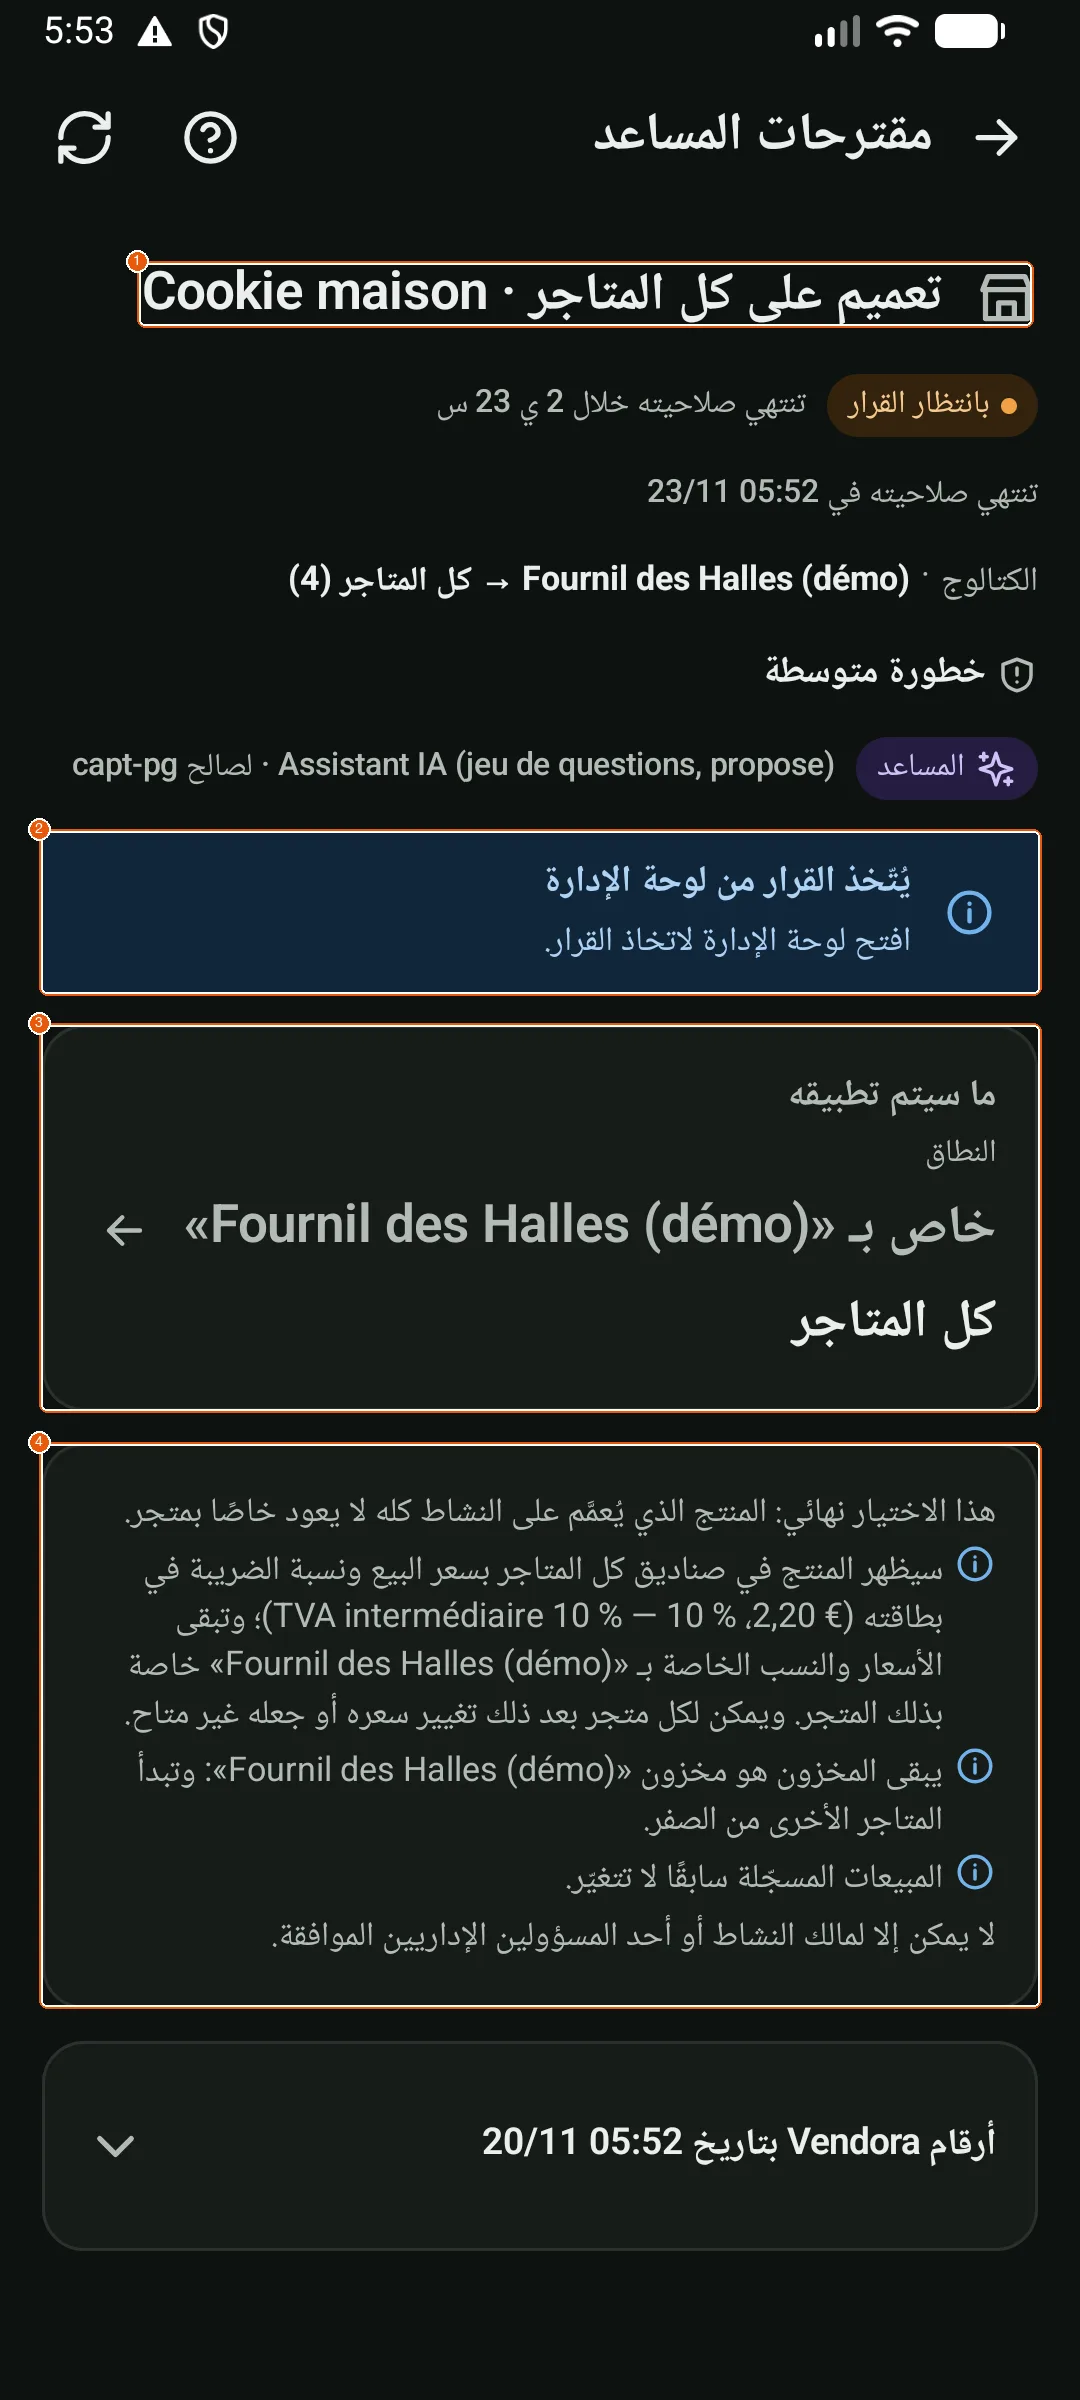 5:53
مقترحات المساعد
1
تعميم على كل المتاجر · Cookie maison
بانتظار القرار
تنتهي صلاحيته خلال 2 ي 23 س
تنتهي صلاحيته في 23/11 05:52
الكتالوج · Fournil des Halles (démo) → كل المتاجر (4)
خطورة متوسطة
المساعد
Assistant IA (jeu de questions, propose) · لصالح capt-pg
2
يُتّخذ القرار من لوحة الإدارة
افتح لوحة الإدارة لاتخاذ القرار.
3
ما سيتم تطبيقه
النطاق
خاص بـ «Fournil des Halles (démo)»
كل المتاجر
4
هذا الاختيار نهائي: المنتج الذي يُعمَّم على النشاط كله لا يعود خاصًا بمتجر.
سيظهر المنتج في صناديق كل المتاجر بسعر البيع ونسبة الضريبة في
بطاقته (2,20 €، TVA intermédiaire 10 % — 10 %)؛ وتبقى
الأسعار والنسب الخاصة بـ «Fournil des Halles (démo)» خاصة
بذلك المتجر. ويمكن لكل متجر بعد ذلك تغيير سعره أو جعله غير متاح.
يبقى المخزون هو مخزون «Fournil des Halles (démo)»: وتبدأ
المتاجر الأخرى من الصفر.
المبيعات المسجّلة سابقًا لا تتغيّر.
لا يمكن إلا لمالك النشاط أو أحد المسؤولين الإداريين الموافقة.
أرقام Vendora بتاريخ 20/11 05:52